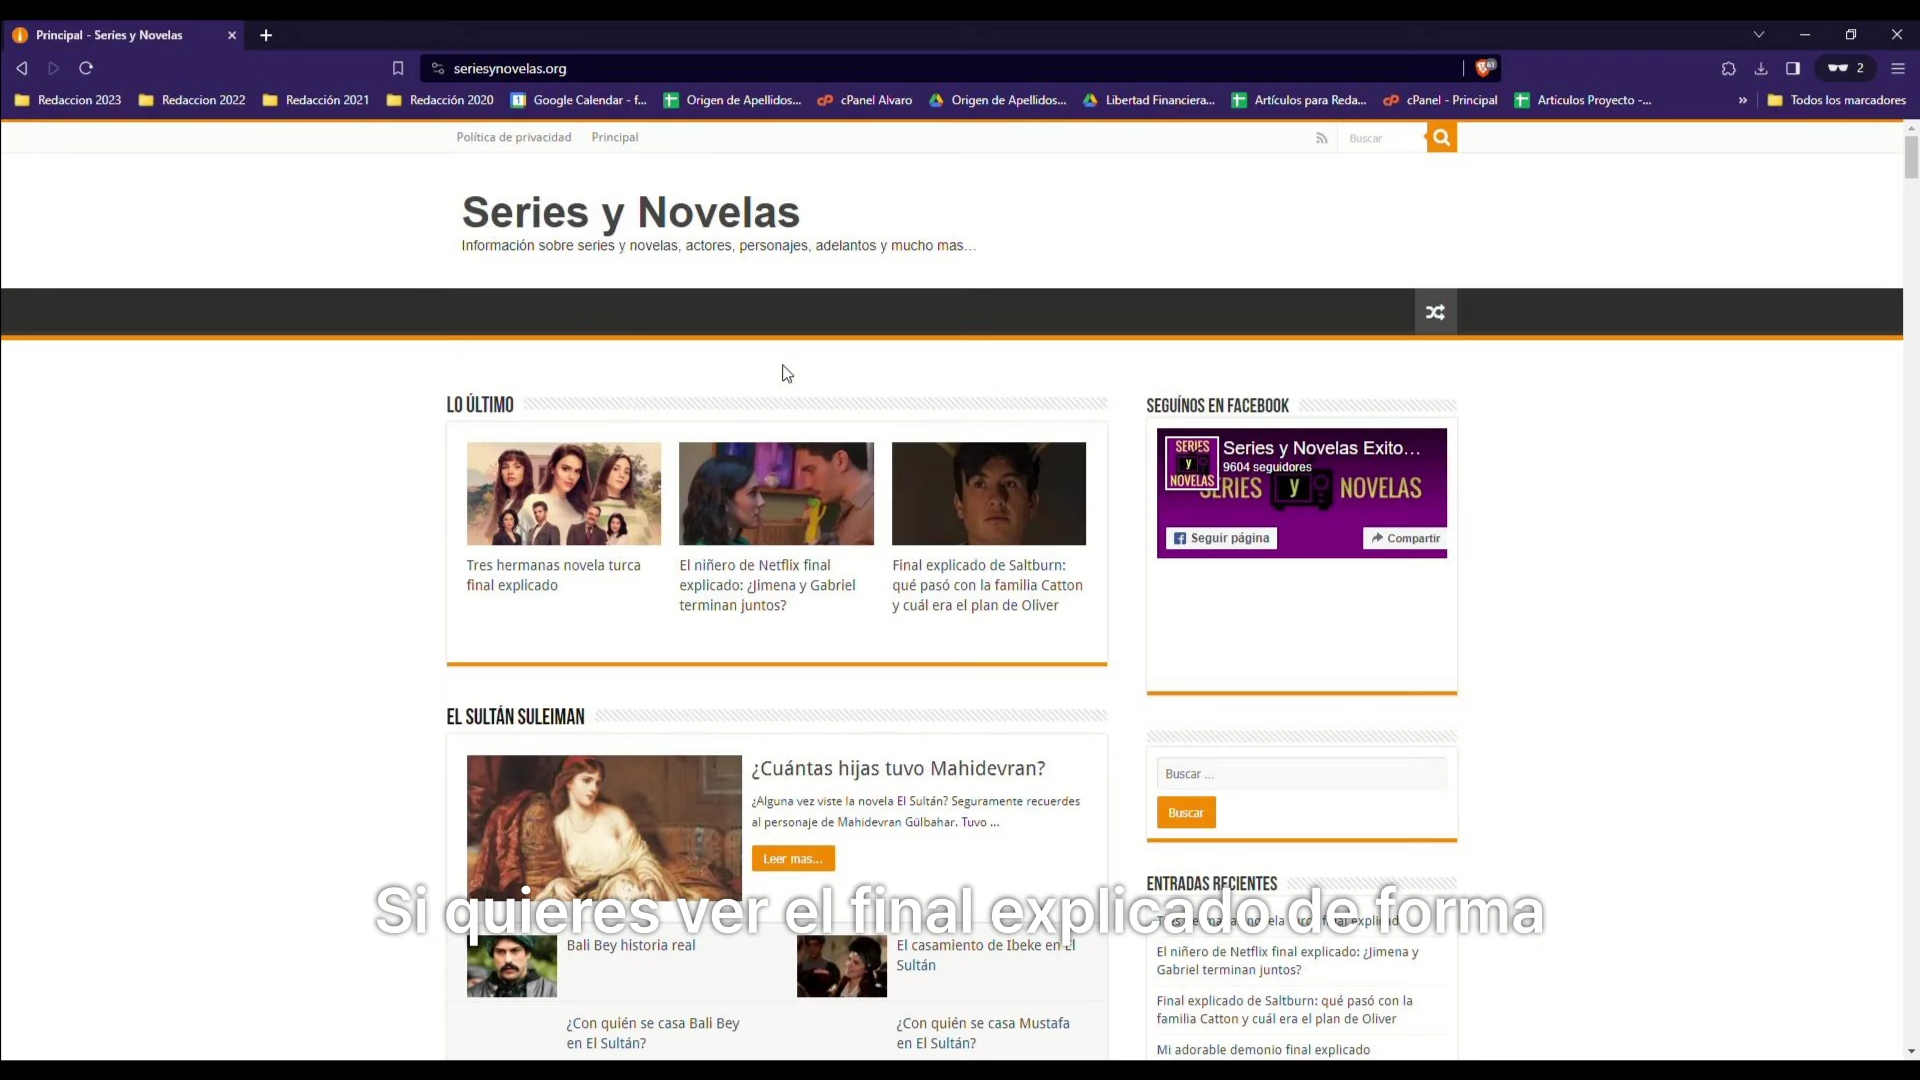 Principal - Series y Novelas
seriesynovelas.org
61
2
Redaccion 2023
Redaccion 2022
Redacción 2021
Redacción 2020
Google Calendar - f...
Origen de Apellidos...
cPanel Alvaro
Origen de Apellidos...
Libertad Financiera...
Artículos para Reda...
cPanel - Principal
Articulos Proyecto -...
»
Todos los marcadores
Política de privacidad
Principal
Buscar
Series y Novelas
Información sobre series y novelas, actores, personajes, adelantos y mucho mas…
LO ÚLTIMO
Tres hermanas novela turca
final explicado
El niñero de Netflix final
explicado: ¿Jimena y Gabriel
terminan juntos?
Final explicado de Saltburn:
qué pasó con la familia Catton
y cuál era el plan de Oliver
SEGUÍNOS EN FACEBOOK
SERIES
y
NOVELAS
Series y Novelas Exito...
9604 seguidores
SERIES y NOVELAS
Seguir página
Compartir
EL SULTÁN SULEIMAN
¿Cuántas hijas tuvo Mahidevran?
¿Alguna vez viste la novela El Sultán? Seguramente recuerdes
al personaje de Mahidevran Gülbahar. Tuvo ...
Leer mas...
Buscar ...
Buscar
ENTRADAS RECIENTES
Si quieres ver el final explicado de forma
Tres hermanas novela turca final explicado
Bali Bey historia real
El casamiento de Ibeke en El
Sultán
El niñero de Netflix final explicado: ¿Jimena y
Gabriel terminan juntos?
Final explicado de Saltburn: qué pasó con la
familia Catton y cuál era el plan de Oliver
¿Con quién se casa Bali Bey
en El Sultán?
¿Con quién se casa Mustafa
en El Sultán?
Mi adorable demonio final explicado